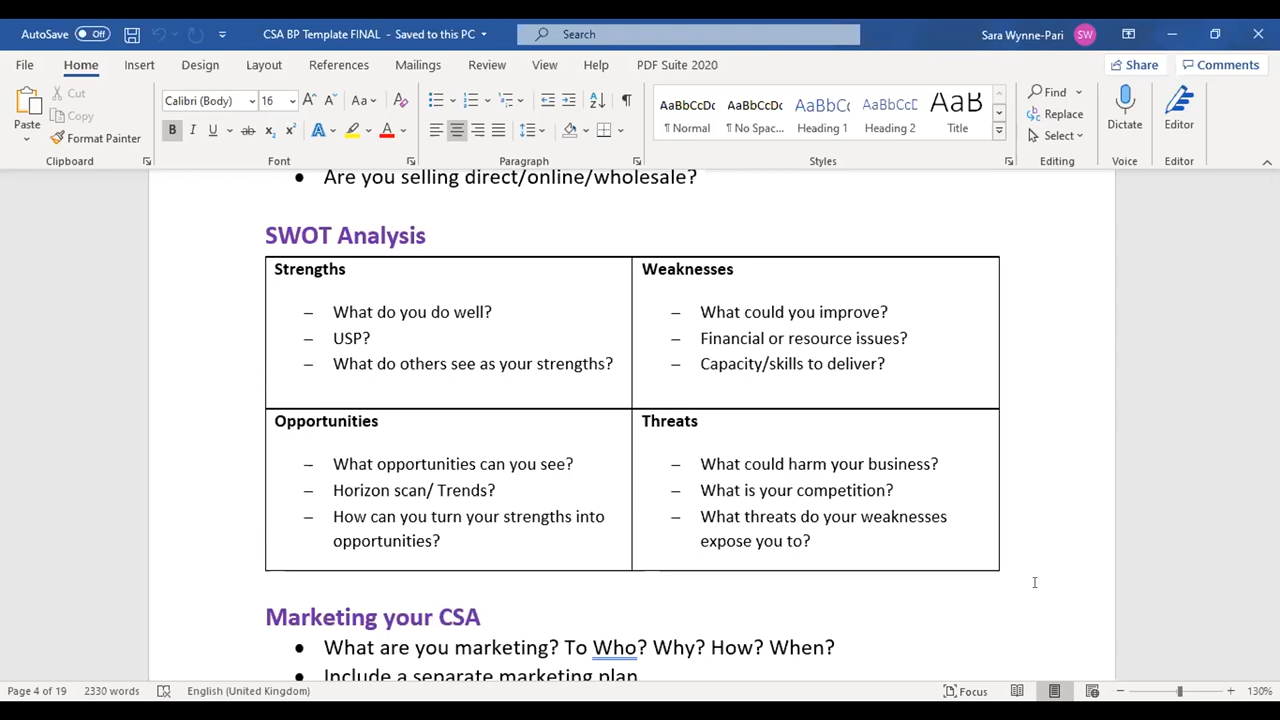 AutoSave Off CSA BP Template FINAL - Saved to this PC Search Sara Wynne-Pari SW
File Home Insert Design Layout References Mailings Review View Help PDF Suite 2020 Share Comments
Paste Cut Copy Format Painter
Calibri (Body) 16 Aa
B I U ab x₂ x² A A
AaBbCcDc AaBbCcDc AaBbCc AaBbCcD AaB
¶ Normal ¶ No Spac... Heading 1 Heading 2 Title
Find Replace Select Dictate Editor
Clipboard Font Paragraph Styles Editing Voice Editor
• Are you selling direct/online/wholesale?
SWOT Analysis
Strengths
– What do you do well?
– USP?
– What do others see as your strengths?
Weaknesses
– What could you improve?
– Financial or resource issues?
– Capacity/skills to deliver?
Opportunities
– What opportunities can you see?
– Horizon scan/ Trends?
– How can you turn your strengths into
opportunities?
Threats
– What could harm your business?
– What is your competition?
– What threats do your weaknesses
expose you to?
Marketing your CSA
• What are you marketing? To Who? Why? How? When?
• Include a separate marketing plan
Page 4 of 19 2330 words English (United Kingdom) Focus 130%